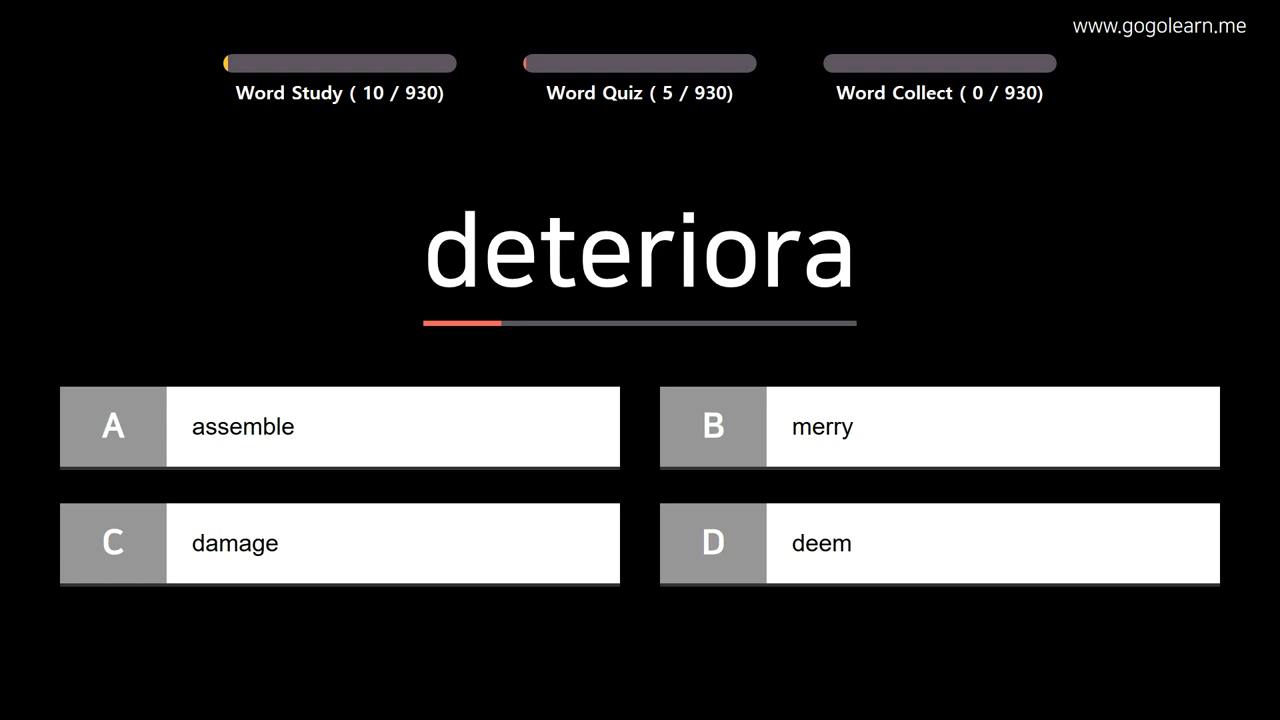 www.gogolearn.me
Word Study ( 10 / 930)
Word Quiz ( 5 / 930)
Word Collect ( 0 / 930)
deteriora
A assemble
B merry
C damage
D deem